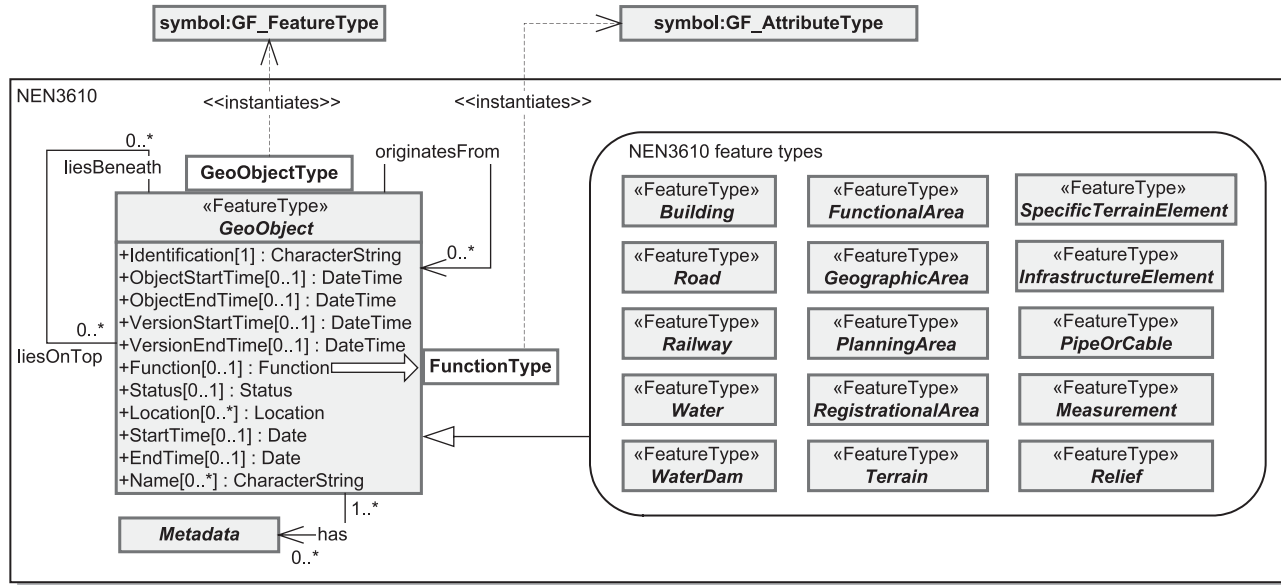 symbol:GF_FeatureType
symbol:GF_AttributeType
NEN3610
<<instantiates>>
<<instantiates>>
0..*
liesBeneath
originatesFrom
GeoObjectType
«FeatureType»
GeoObject
+Identification[1] : CharacterString
+ObjectStartTime[0..1] : DateTime
+ObjectEndTime[0..1] : DateTime
+VersionStartTime[0..1] : DateTime
+VersionEndTime[0..1] : DateTime
+Function[0..1] : Function
+Status[0..1] : Status
+Location[0..*] : Location
+StartTime[0..1] : Date
+EndTime[0..1] : Date
+Name[0..*] : CharacterString
0..*
0..*
liesOnTop
FunctionType
1..*
has
0..*
Metadata
NEN3610 feature types
«FeatureType»
Building
«FeatureType»
FunctionalArea
«FeatureType»
SpecificTerrainElement
«FeatureType»
Road
«FeatureType»
GeographicArea
«FeatureType»
InfrastructureElement
«FeatureType»
Railway
«FeatureType»
PlanningArea
«FeatureType»
PipeOrCable
«FeatureType»
Water
«FeatureType»
RegistrationalArea
«FeatureType»
Measurement
«FeatureType»
WaterDam
«FeatureType»
Terrain
«FeatureType»
Relief